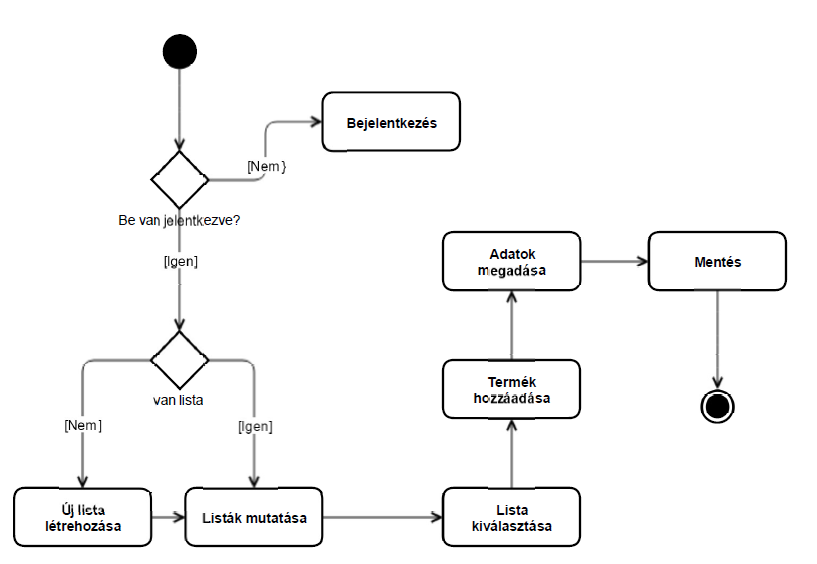 Bejelentkezés
[Nem}
Be van jelentkezve?
[Igen]
Adatok
megadása
Mentés
van lista
Termék
hozzáadása
[Nem]
[Igen]
Új lista
létrehozása
Listák mutatása
Lista
kiválasztása